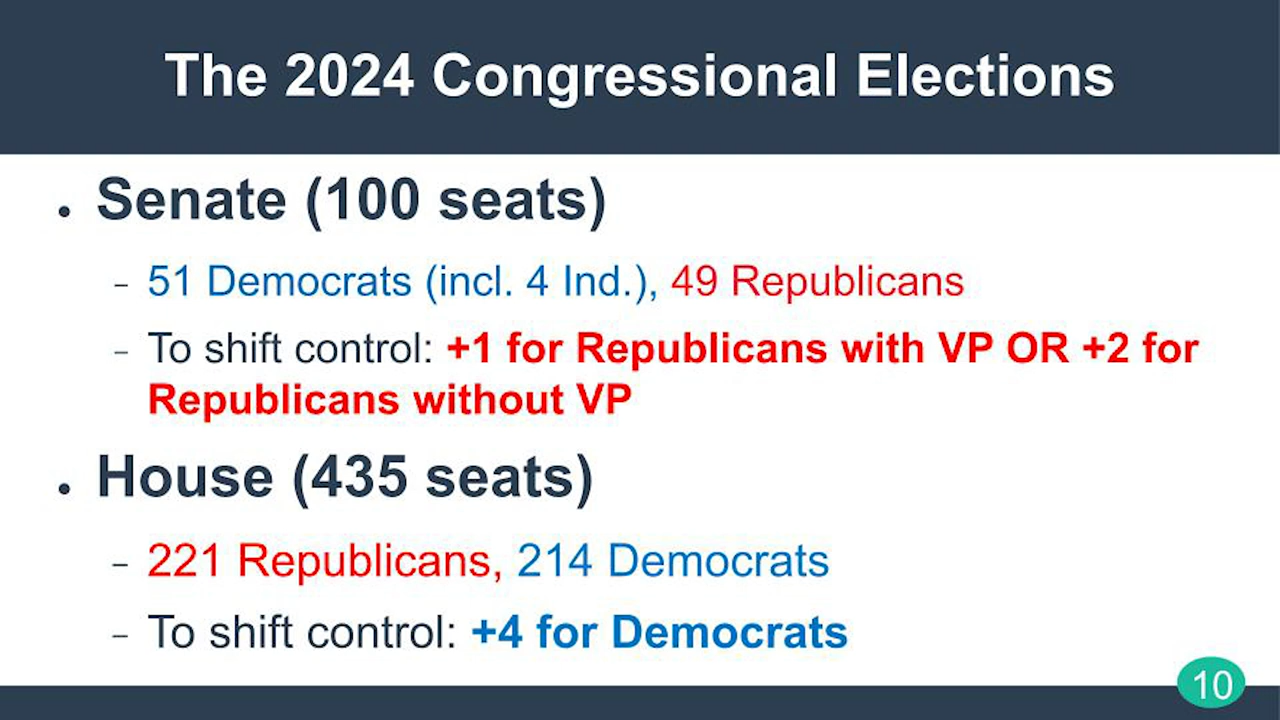 The 2024 Congressional Elections
• Senate (100 seats)
– 51 Democrats (incl. 4 Ind.), 49 Republicans
– To shift control: +1 for Republicans with VP OR +2 for
Republicans without VP
• House (435 seats)
– 221 Republicans, 214 Democrats
– To shift control: +4 for Democrats
10